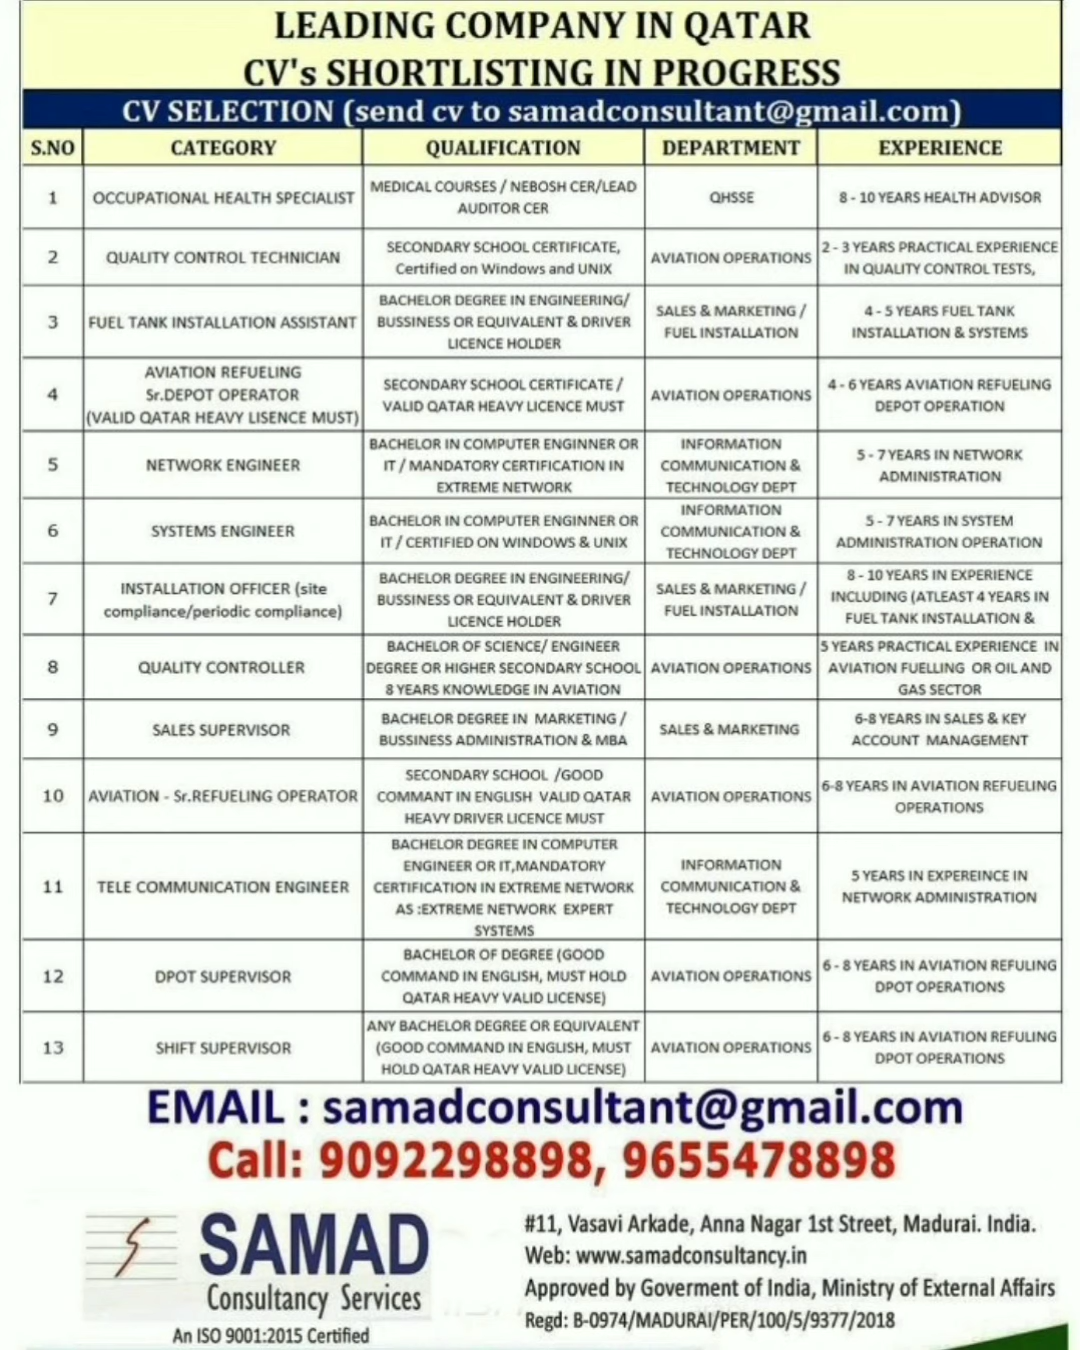 LEADING COMPANY IN QATAR
CV's SHORTLISTING IN PROGRESS
CV SELECTION (send cv to samadconsultant@gmail.com)
S.NO CATEGORY QUALIFICATION DEPARTMENT EXPERIENCE
1 OCCUPATIONAL HEALTH SPECIALIST
MEDICAL COURSES / NEBOSH CER/LEAD
AUDITOR CER
QHSSE
8 - 10 YEARS HEALTH ADVISOR
2 QUALITY CONTROL TECHNICIAN
SECONDARY SCHOOL CERTIFICATE,
Certified on Windows and UNIX
AVIATION OPERATIONS
2 - 3 YEARS PRACTICAL EXPERIENCE
IN QUALITY CONTROL TESTS,
3 FUEL TANK INSTALLATION ASSISTANT
BACHELOR DEGREE IN ENGINEERING/
BUSSINESS OR EQUIVALENT & DRIVER
LICENCE HOLDER
SALES & MARKETING /
FUEL INSTALLATION
4 - 5 YEARS FUEL TANK
INSTALLATION & SYSTEMS
4
AVIATION REFUELING
Sr.DEPOT OPERATOR
(VALID QATAR HEAVY LISENCE MUST)
SECONDARY SCHOOL CERTIFICATE /
VALID QATAR HEAVY LICENCE MUST
AVIATION OPERATIONS
4 - 6 YEARS AVIATION REFUELING
DEPOT OPERATION
5 NETWORK ENGINEER
BACHELOR IN COMPUTER ENGINNER OR
IT / MANDATORY CERTIFICATION IN
EXTREME NETWORK
INFORMATION
COMMUNICATION &
TECHNOLOGY DEPT
5 - 7 YEARS IN NETWORK
ADMINISTRATION
6 SYSTEMS ENGINEER
BACHELOR IN COMPUTER ENGINNER OR
IT / CERTIFIED ON WINDOWS & UNIX
INFORMATION
COMMUNICATION &
TECHNOLOGY DEPT
5 - 7 YEARS IN SYSTEM
ADMINISTRATION OPERATION
7
INSTALLATION OFFICER (site
compliance/periodic compliance)
BACHELOR DEGREE IN ENGINEERING/
BUSSINESS OR EQUIVALENT & DRIVER
LICENCE HOLDER
SALES & MARKETING /
FUEL INSTALLATION
8 - 10 YEARS IN EXPERIENCE
INCLUDING (ATLEAST 4 YEARS IN
FUEL TANK INSTALLATION &
8 QUALITY CONTROLLER
BACHELOR OF SCIENCE/ ENGINEER
DEGREE OR HIGHER SECONDARY SCHOOL
8 YEARS KNOWLEDGE IN AVIATION
AVIATION OPERATIONS
5 YEARS PRACTICAL EXPERIENCE IN
AVIATION FUELLING OR OIL AND
GAS SECTOR
9 SALES SUPERVISOR
BACHELOR DEGREE IN MARKETING /
BUSSINESS ADMINISTRATION & MBA
SALES & MARKETING
6-8 YEARS IN SALES & KEY
ACCOUNT MANAGEMENT
10 AVIATION - Sr.REFUELING OPERATOR
SECONDARY SCHOOL /GOOD
COMMANT IN ENGLISH VALID QATAR
HEAVY DRIVER LICENCE MUST
AVIATION OPERATIONS
6-8 YEARS IN AVIATION REFUELING
OPERATIONS
11 TELE COMMUNICATION ENGINEER
BACHELOR DEGREE IN COMPUTER
ENGINEER OR IT,MANDATORY
CERTIFICATION IN EXTREME NETWORK
AS :EXTREME NETWORK EXPERT
SYSTEMS
INFORMATION
COMMUNICATION &
TECHNOLOGY DEPT
5 YEARS IN EXPEREINCE IN
NETWORK ADMINISTRATION
12 DPOT SUPERVISOR
BACHELOR OF DEGREE (GOOD
COMMAND IN ENGLISH, MUST HOLD
QATAR HEAVY VALID LICENSE)
AVIATION OPERATIONS
6 - 8 YEARS IN AVIATION REFULING
DPOT OPERATIONS
13 SHIFT SUPERVISOR
ANY BACHELOR DEGREE OR EQUIVALENT
(GOOD COMMAND IN ENGLISH, MUST
HOLD QATAR HEAVY VALID LICENSE)
AVIATION OPERATIONS
6 - 8 YEARS IN AVIATION REFULING
DPOT OPERATIONS
EMAIL : samadconsultant@gmail.com
Call: 9092298898, 9655478898
SAMAD
Consultancy Services
An ISO 9001:2015 Certified
#11, Vasavi Arkade, Anna Nagar 1st Street, Madurai. India.
Web: www.samadconsultancy.in
Approved by Goverment of India, Ministry of External Affairs
Regd: B-0974/MADURAI/PER/100/5/9377/2018